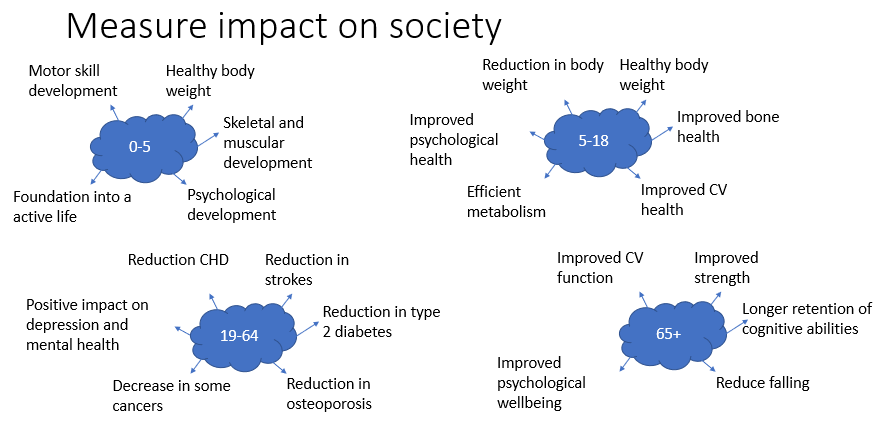 Measure impact on society
Motor skill
development
Healthy body
weight
0-5
Skeletal and
muscular
development
Foundation into a
active life
Psychological
development
Reduction in body
weight
Healthy body
weight
Improved
psychological
health
5-18
Improved bone
health
Efficient
metabolism
Improved CV
health
Reduction CHD
Reduction in
strokes
Positive impact on
depression and
mental health
19-64
Reduction in type
2 diabetes
Decrease in some
cancers
Reduction in
osteoporosis
Improved CV
function
Improved
strength
65+
Longer retention of
cognitive abilities
Improved
psychological
wellbeing
Reduce falling